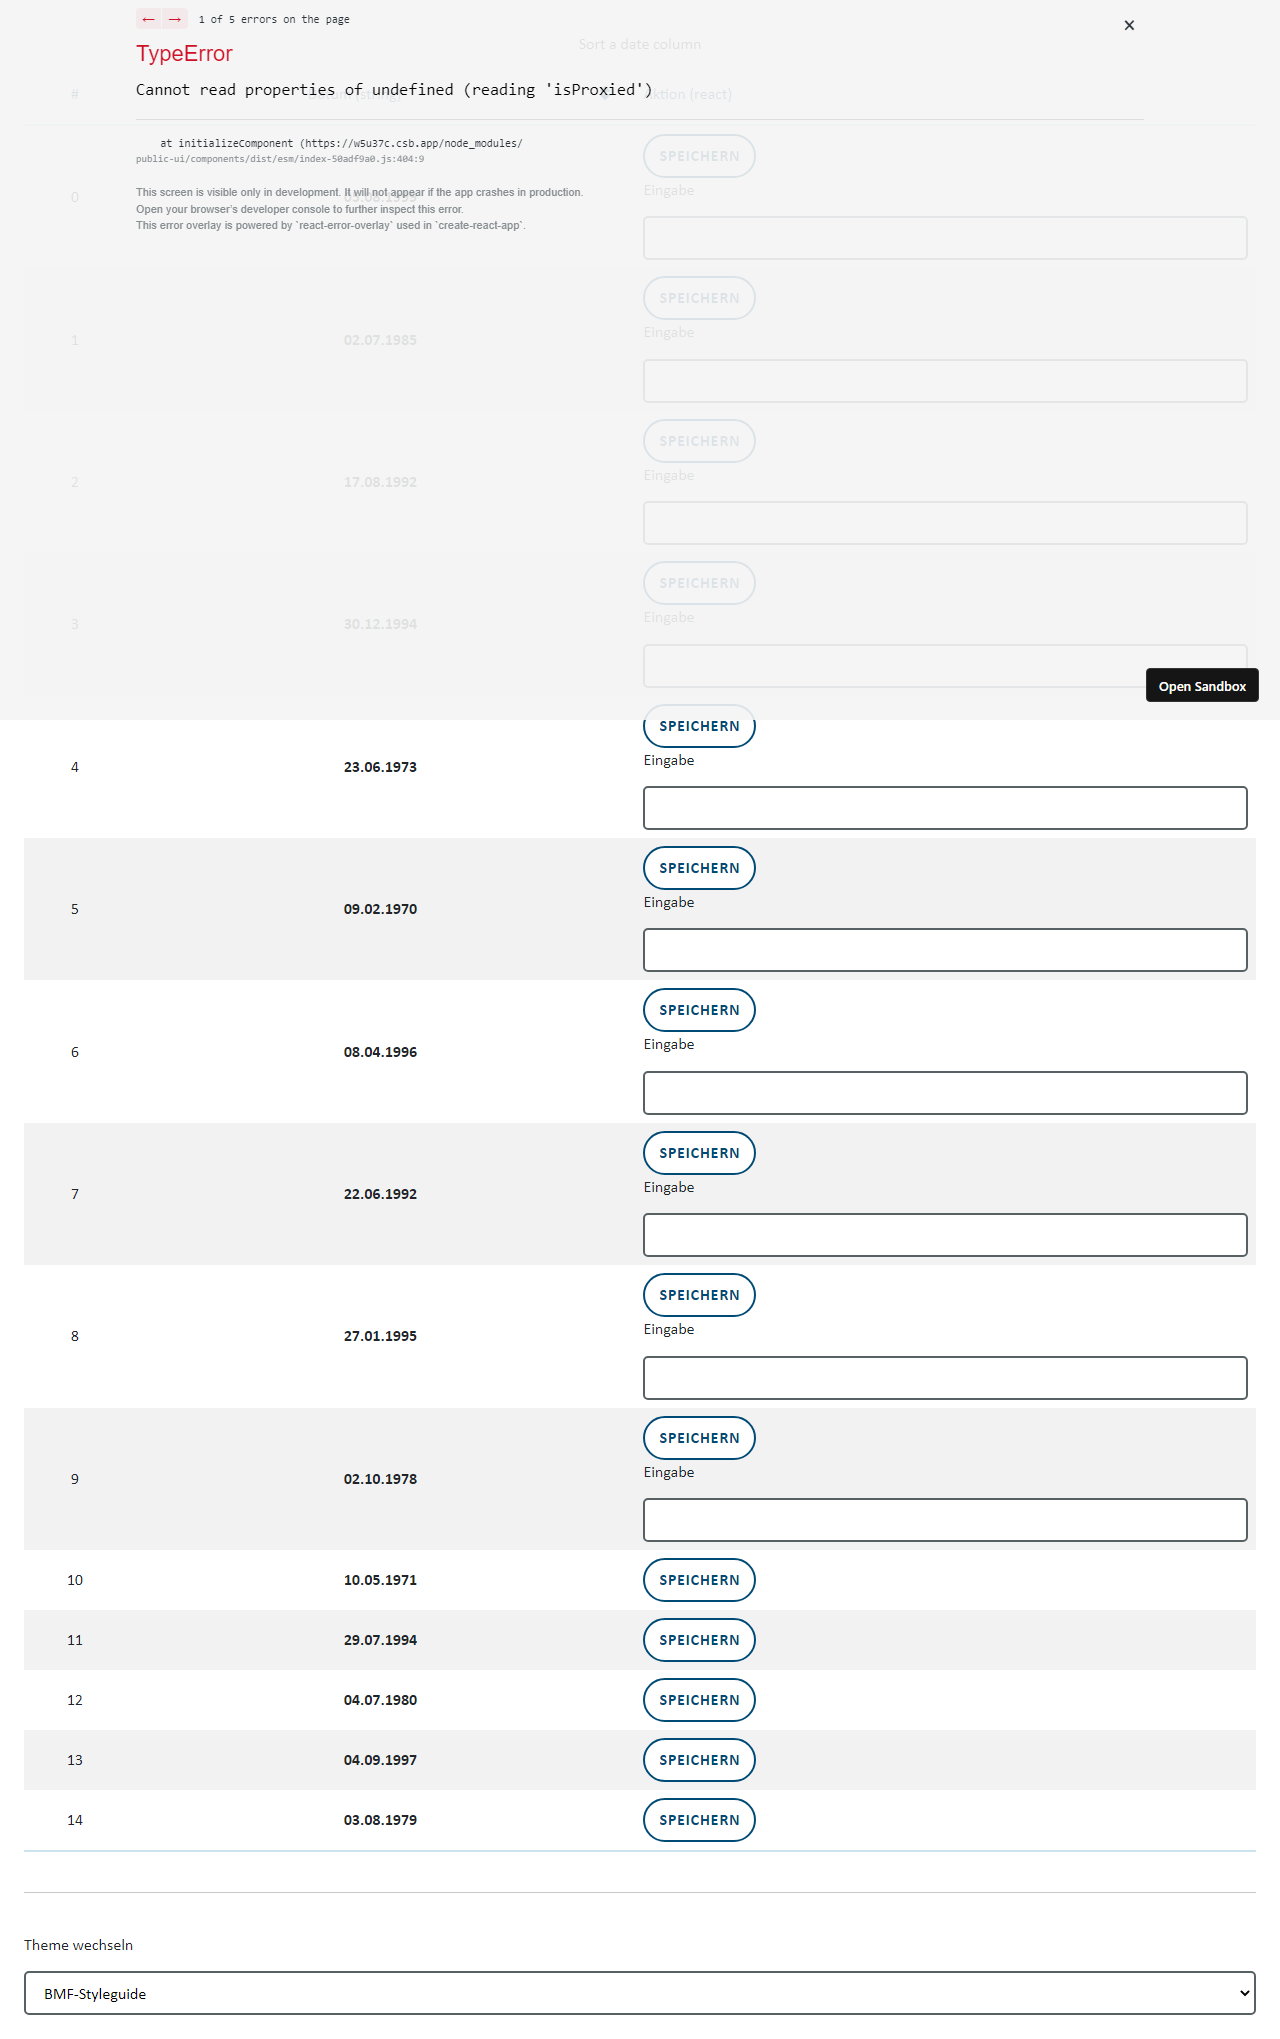 ← → 1 of 5 errors on the page
×
Sort a date column
TypeError
Cannot read properties of undefined (reading 'isProxied')
# (string) Aktion (react)
at initializeComponent (https://w5u37c.csb.app/node_modules/
public-ui/components/dist/esm/index-50adf9a0.js:404:9
SPEICHERN
Eingabe
This screen is visible only in development. It will not appear if the app crashes in production.
0
Open your browser's developer console to further inspect this error.
This error overlay is powered by `react-error-overlay` used in `create-react-app`.
SPEICHERN
Eingabe
1 02.07.1985
SPEICHERN
Eingabe
2 17.08.1992
SPEICHERN
Eingabe
3 30.12.1994
Open Sandbox
SPEICHERN
Eingabe
4 23.06.1973
SPEICHERN
Eingabe
5 09.02.1970
SPEICHERN
Eingabe
6 08.04.1996
SPEICHERN
Eingabe
7 22.06.1992
SPEICHERN
Eingabe
8 27.01.1995
SPEICHERN
Eingabe
9 02.10.1978
10 10.05.1971 SPEICHERN
11 29.07.1994 SPEICHERN
12 04.07.1980 SPEICHERN
13 04.09.1997 SPEICHERN
14 03.08.1979 SPEICHERN
Theme wechseln
BMF-Styleguide